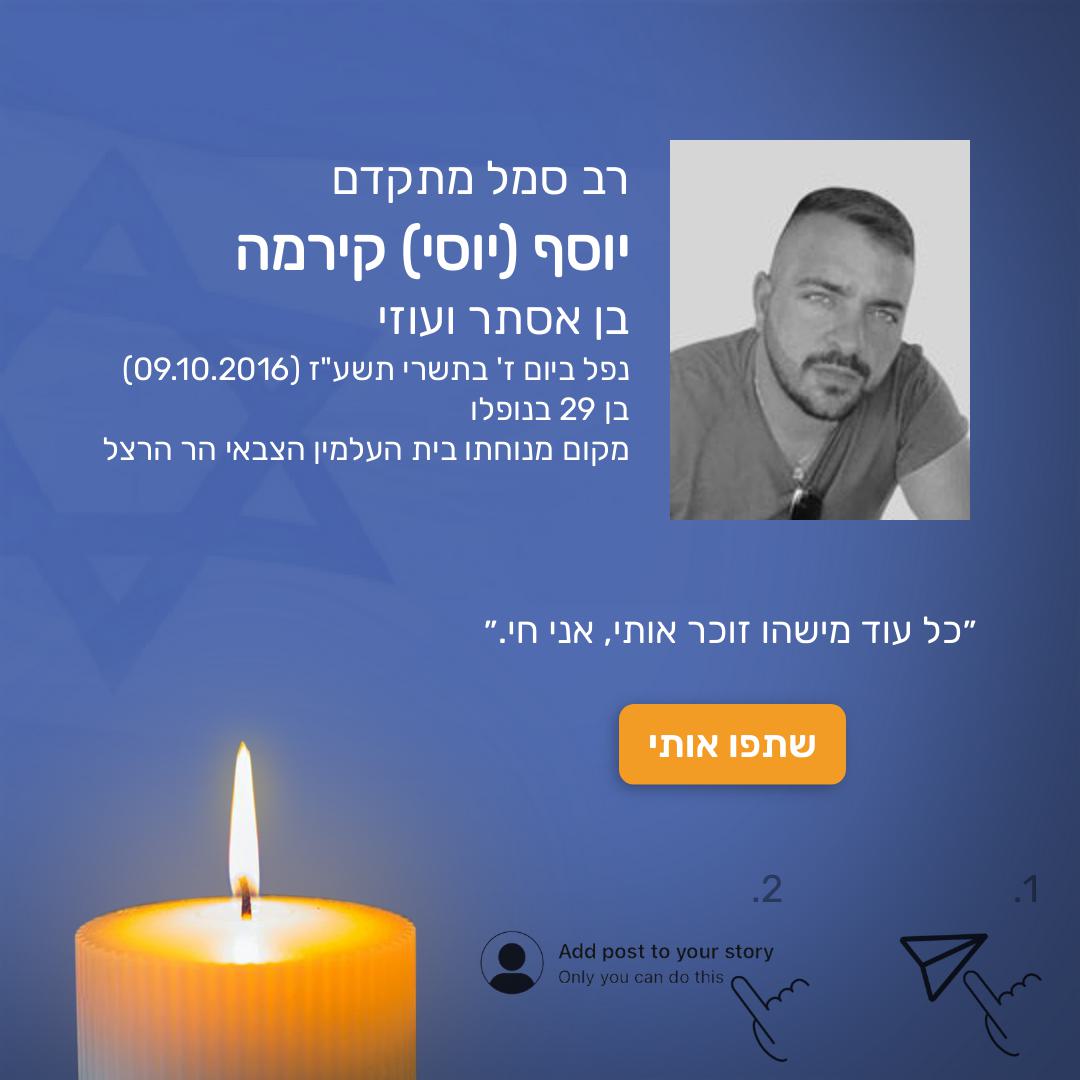 רב סמל מתקדם
יוסף (יוסי) קירמה
בן אסתר ועוזי
נפל ביום ז' בתשרי תשע"ז (09.10.2016)
בן 29 בנופלו
מקום מנוחתו בית העלמין הצבאי הר הרצל
״כל עוד מישהו זוכר אותי, אני חי.״
שתפו אותי
1.
2.
Add post to your story
Only you can do this